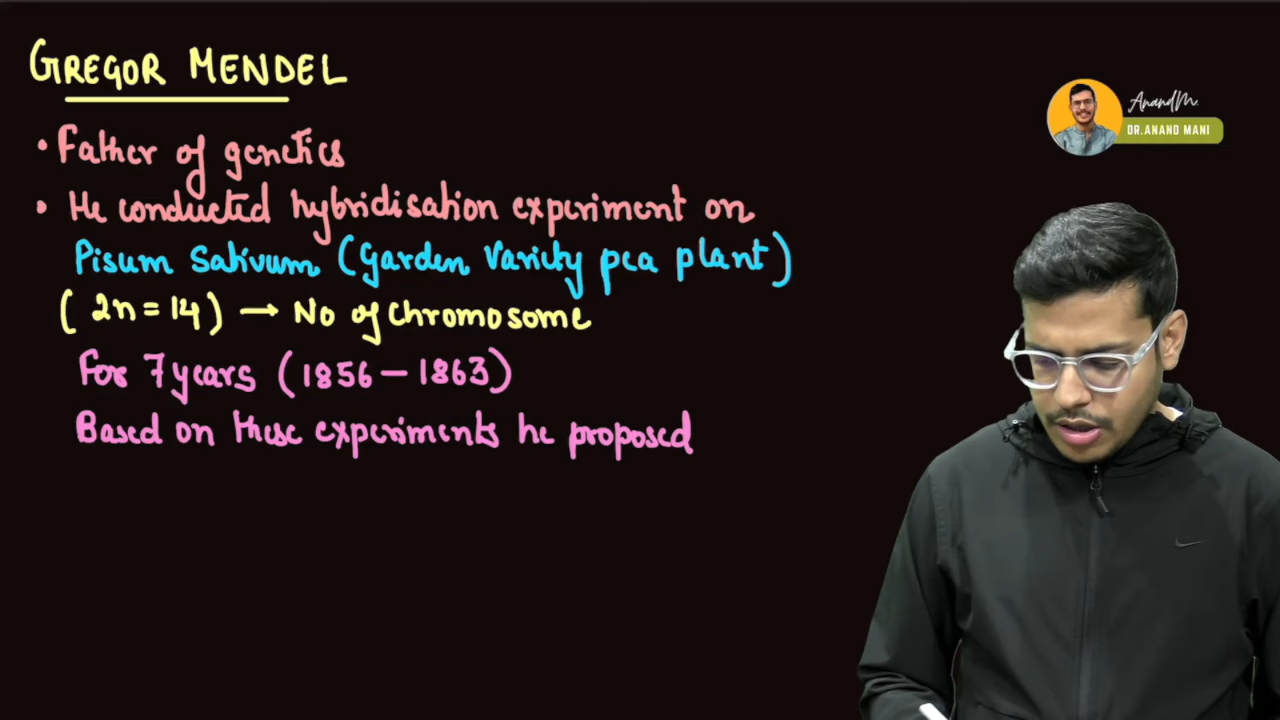 GREGOR MENDEL
• Father of genetics
• He conducted hybridisation experiment on
Pisum Sativum (Garden Varity pea plant)
(2n = 14) → No of chromosome
For 7 years (1856 – 1863)
Based on these experiments he proposed
AnandM.
DR.ANAND MANI